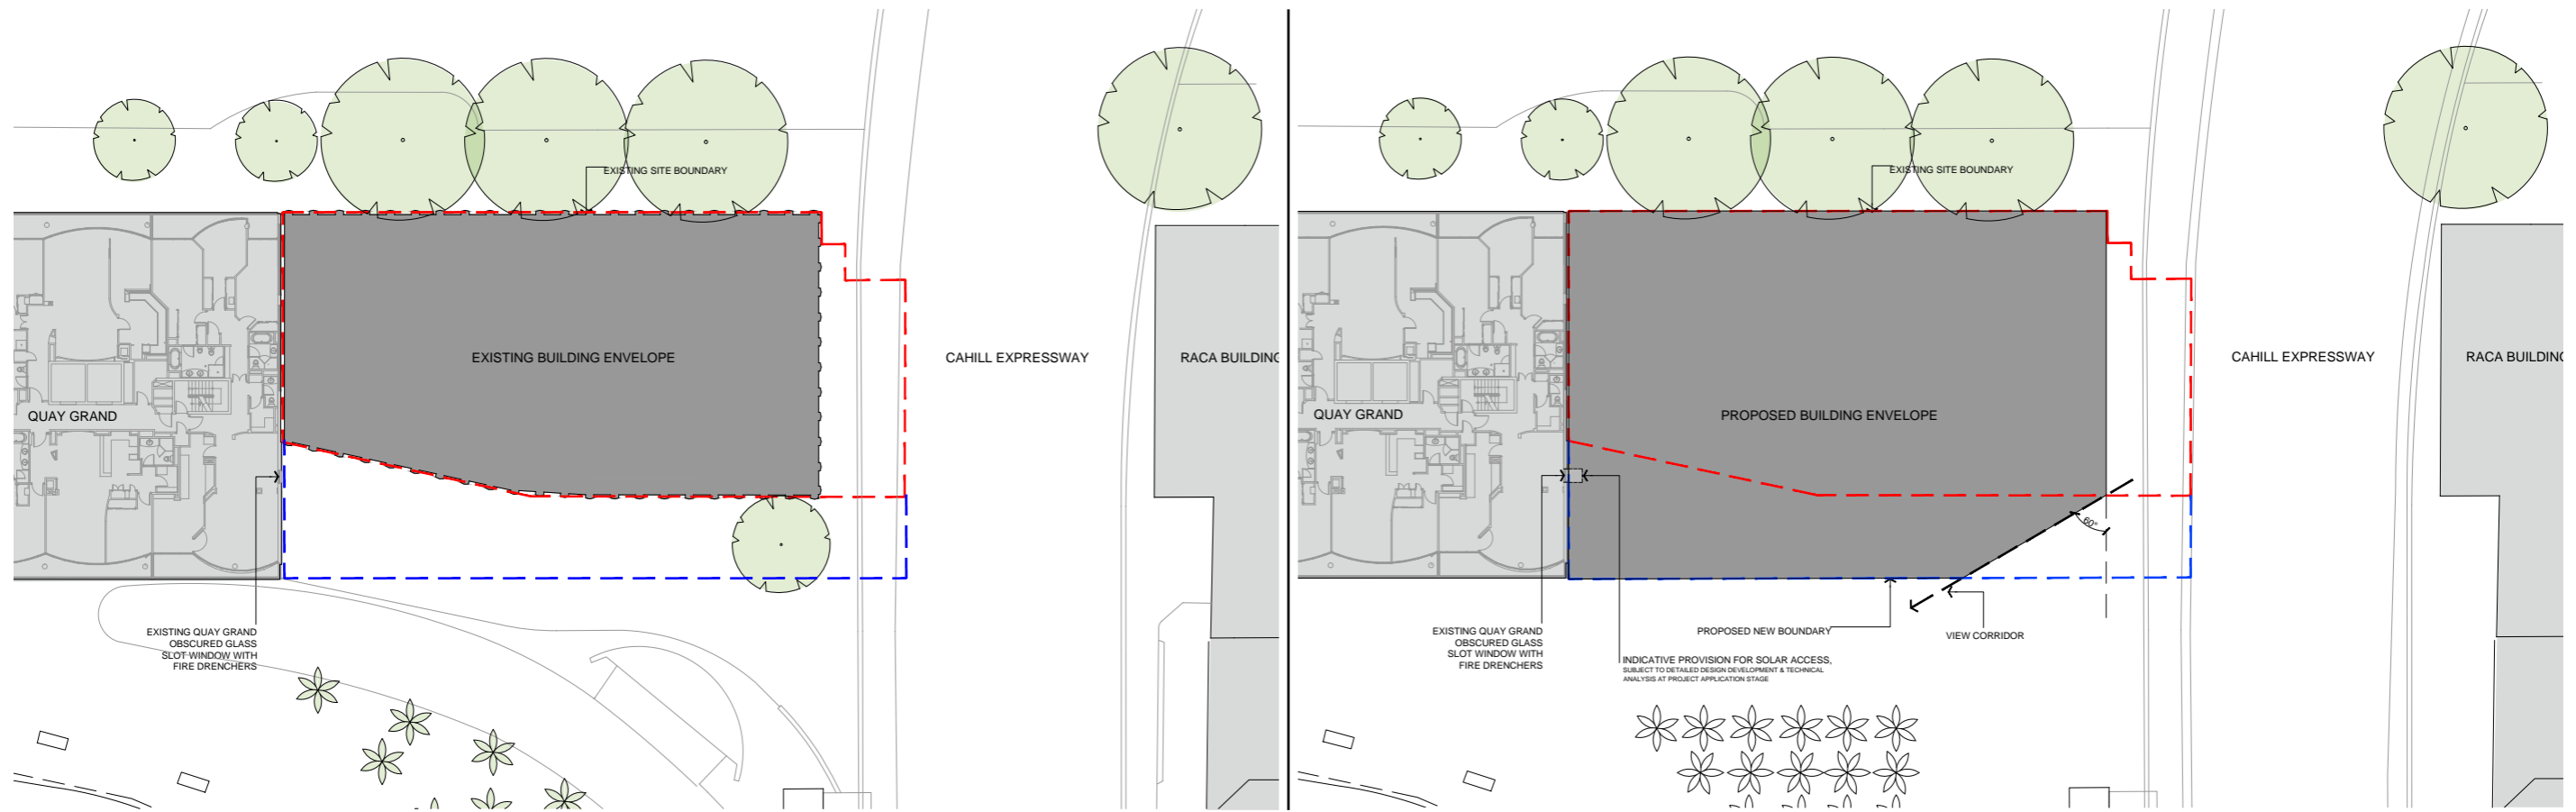 EXISTING SITE BOUNDARY
EXISTING BUILDING ENVELOPE
CAHILL EXPRESSWAY
RACA BUILDING
QUAY GRAND
EXISTING QUAY GRAND
OBSCURED GLASS
SLOT WINDOW WITH
FIRE DRENCHERS
EXISTING SITE BOUNDARY
CAHILL EXPRESSWAY
RACA BUILDING
QUAY GRAND
PROPOSED BUILDING ENVELOPE
60°
EXISTING QUAY GRAND
OBSCURED GLASS
SLOT WINDOW WITH
FIRE DRENCHERS
PROPOSED NEW BOUNDARY
VIEW CORRIDOR
INDICATIVE PROVISION FOR SOLAR ACCESS,
SUBJECT TO DETAILED DESIGN DEVELOPMENT & TECHNICAL
ANALYSIS AT PROJECT APPLICATION STAGE